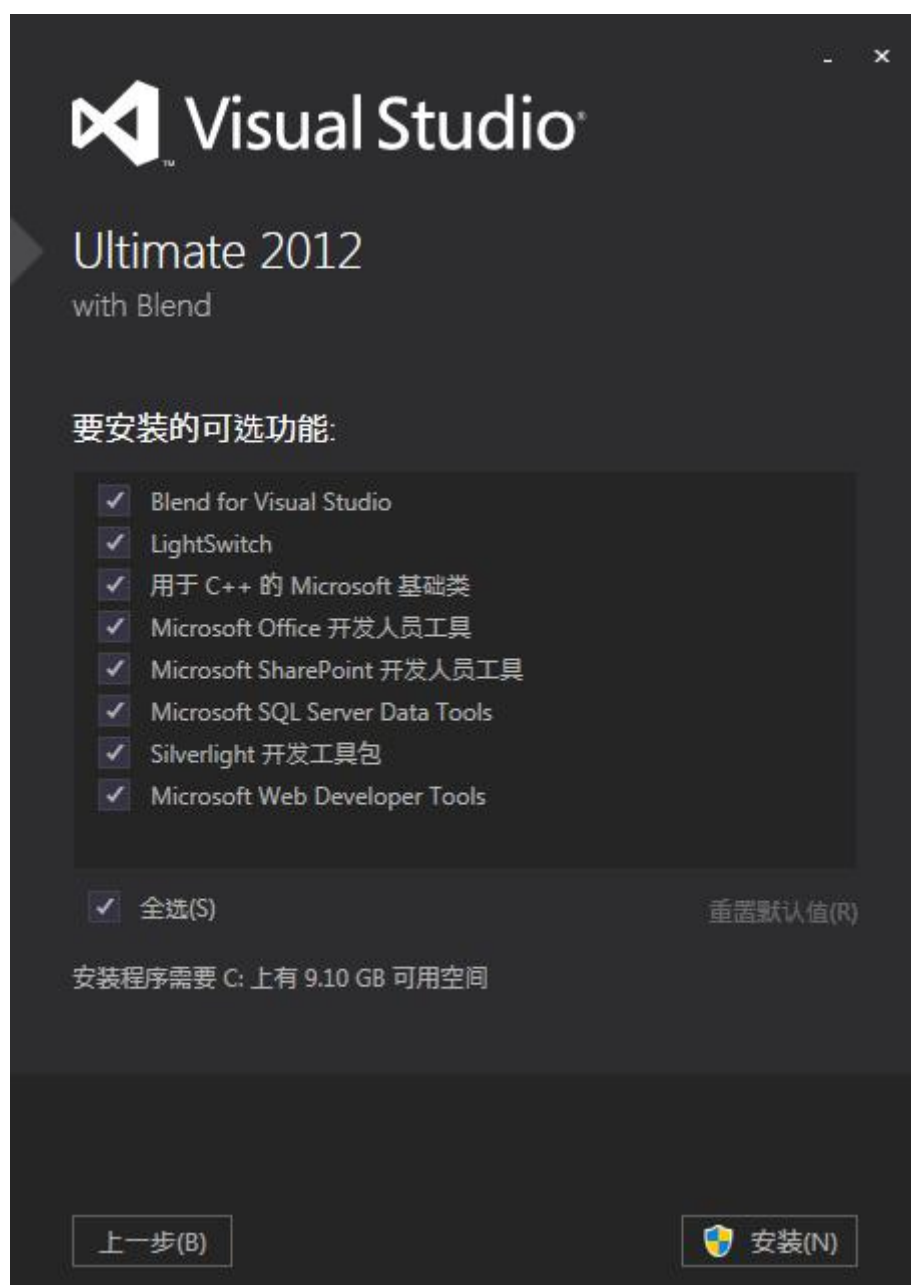 Visual Studio®
™
Ultimate 2012
with Blend
要安装的可选功能:
Blend for Visual Studio
LightSwitch
用于 C++ 的 Microsoft 基础类
Microsoft Office 开发人员工具
Microsoft SharePoint 开发人员工具
Microsoft SQL Server Data Tools
Silverlight 开发工具包
Microsoft Web Developer Tools
全选(S)
重置默认值(R)
安装程序需要 C: 上有 9.10 GB 可用空间
上一步(B)
安装(N)